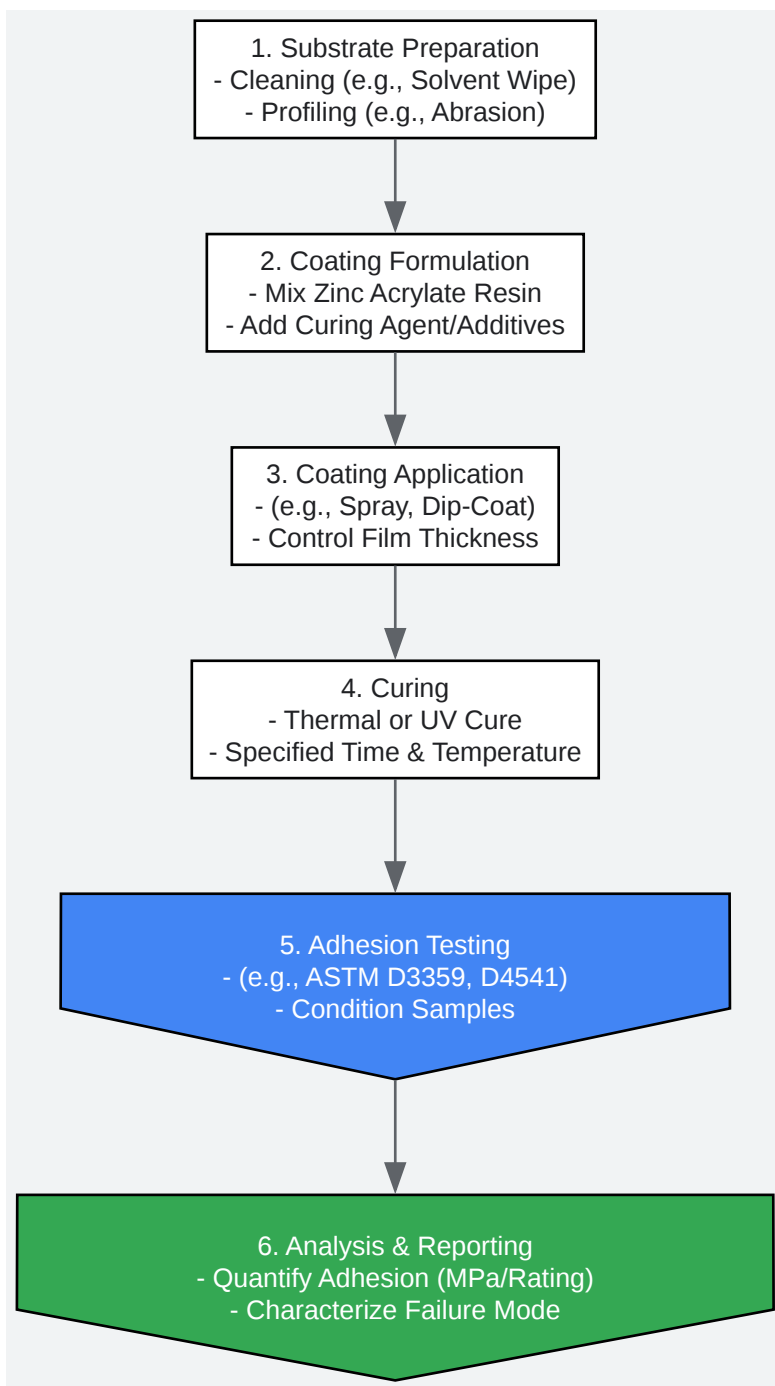 1. Substrate Preparation
- Cleaning (e.g., Solvent Wipe)
- Profiling (e.g., Abrasion)
2. Coating Formulation
- Mix Zinc Acrylate Resin
- Add Curing Agent/Additives
3. Coating Application
- (e.g., Spray, Dip-Coat)
- Control Film Thickness
4. Curing
- Thermal or UV Cure
- Specified Time & Temperature
5. Adhesion Testing
- (e.g., ASTM D3359, D4541)
- Condition Samples
6. Analysis & Reporting
- Quantify Adhesion (MPa/Rating)
- Characterize Failure Mode